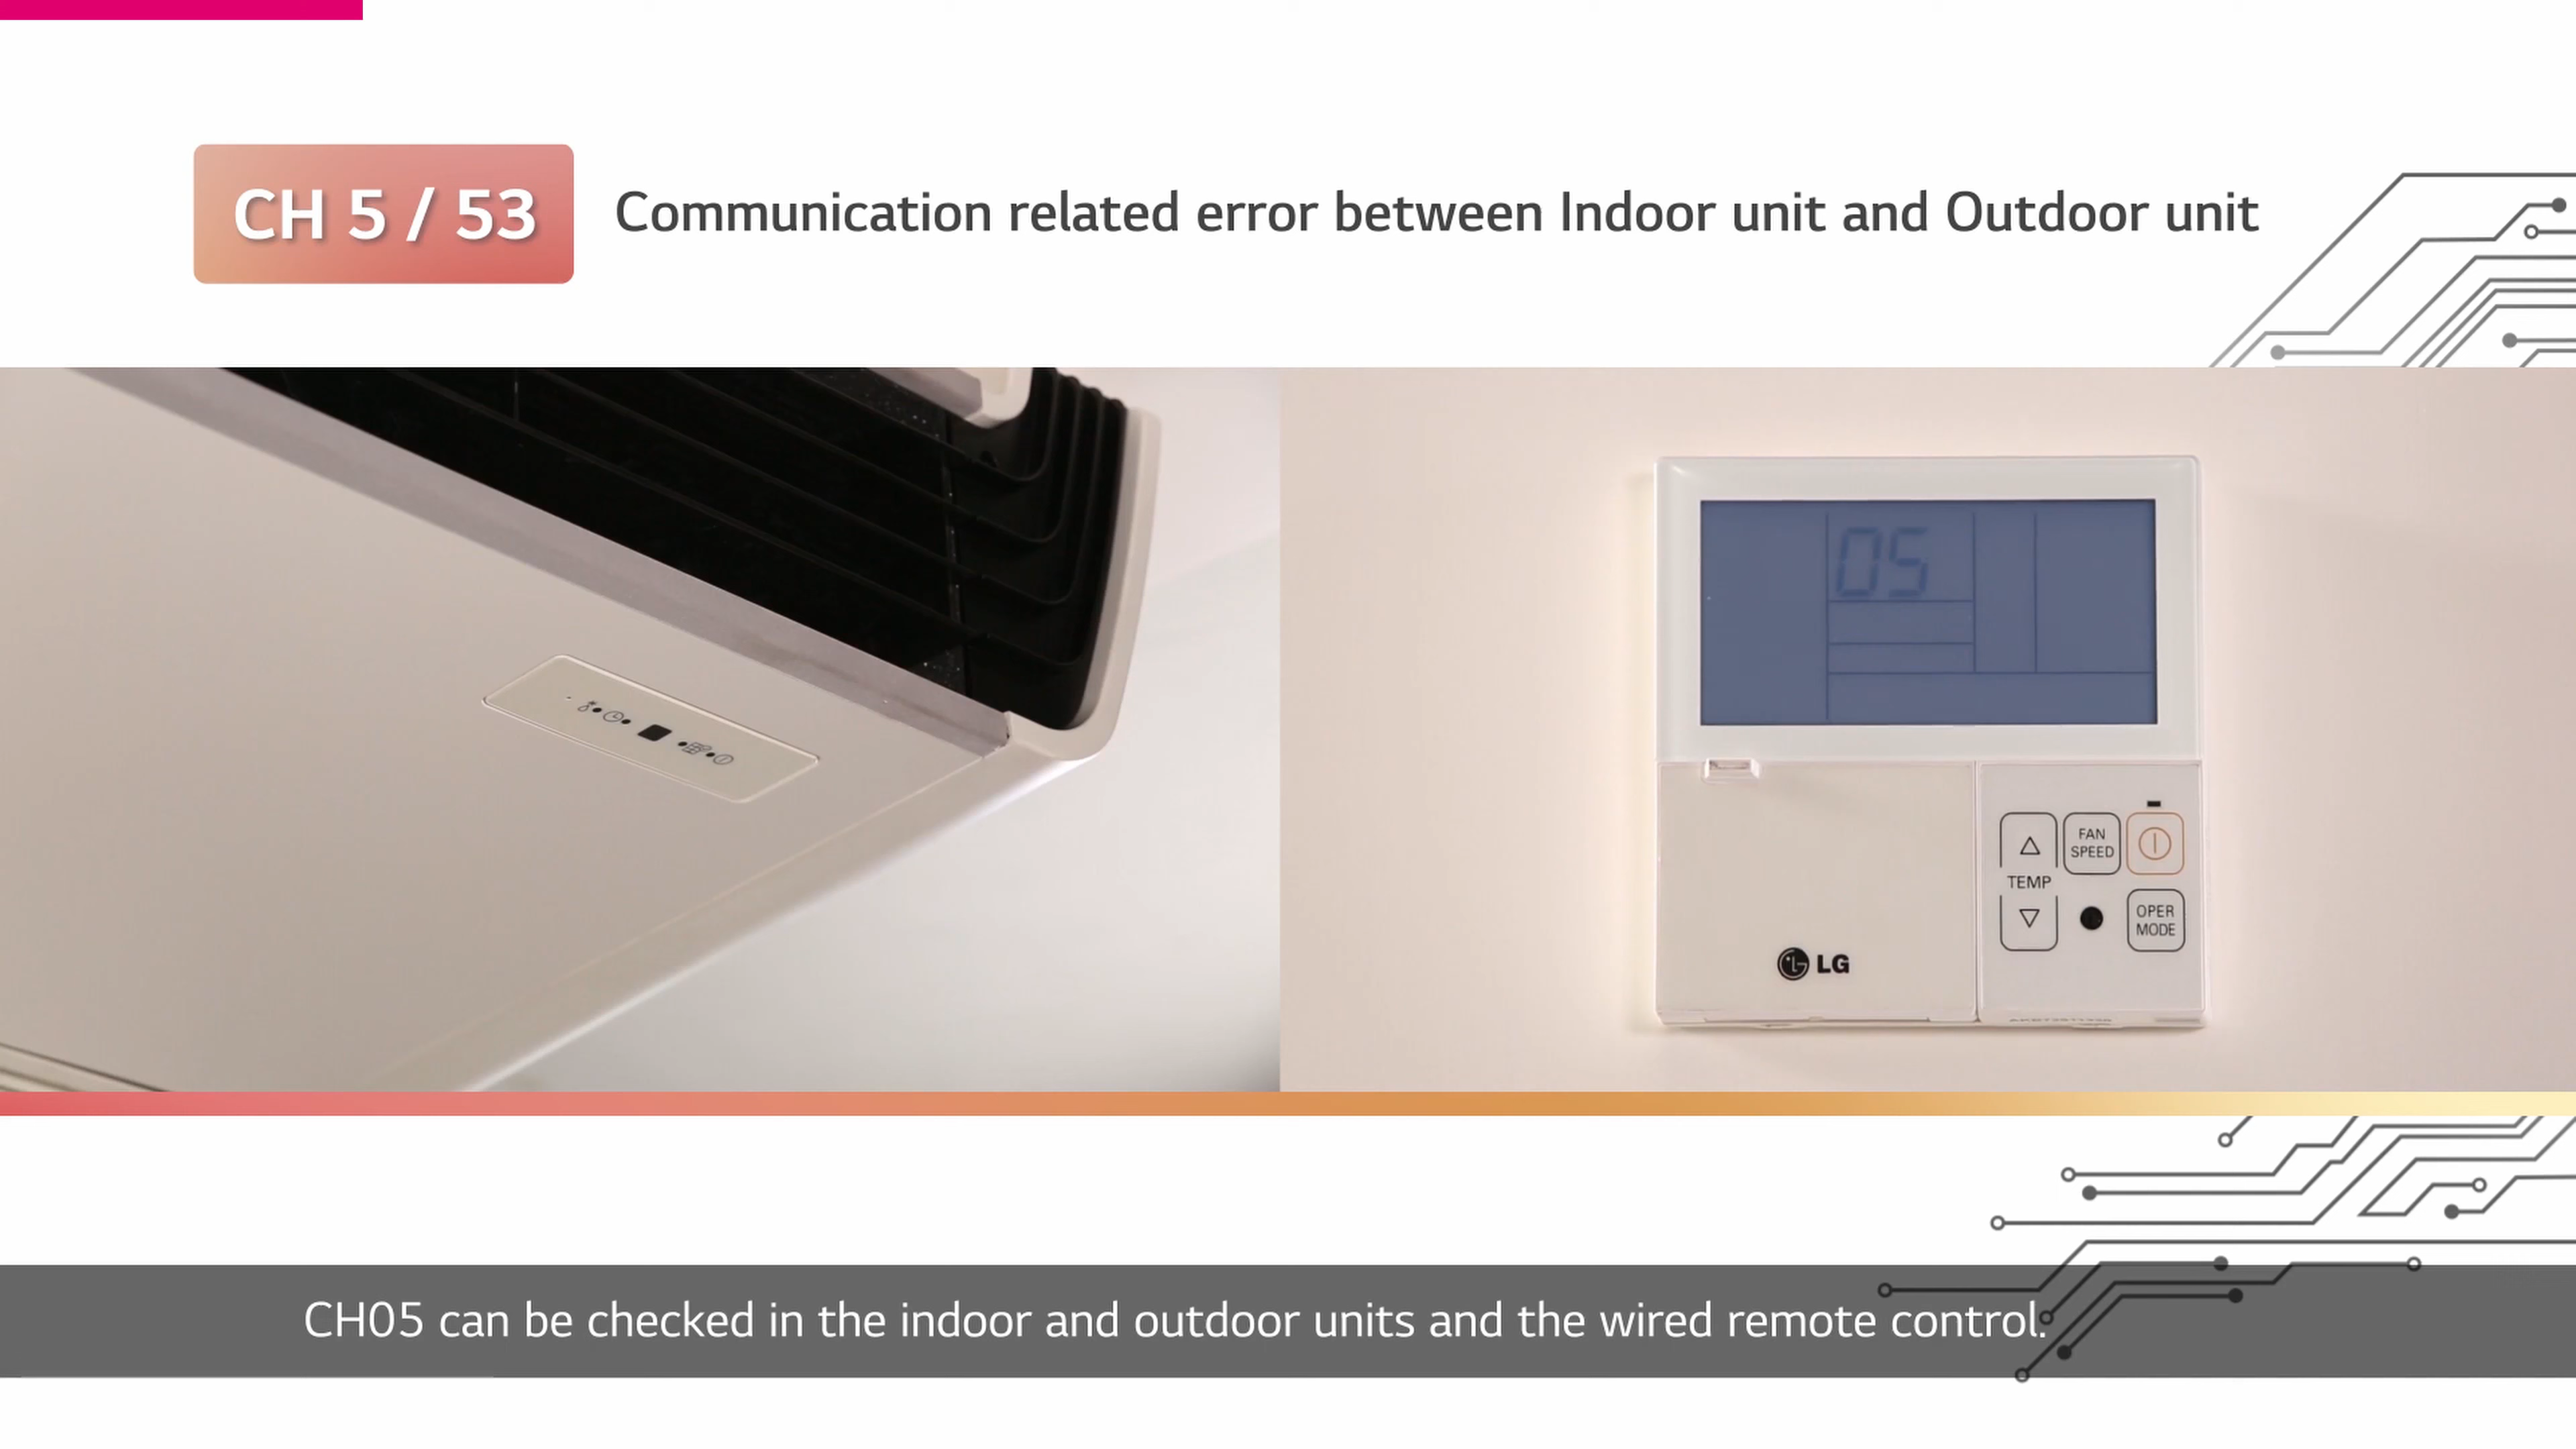 CH 5 / 53
Communication related error between Indoor unit and Outdoor unit
05
FAN
SPEED
TEMP
OPER
MODE
LG
CH05 can be checked in the indoor and outdoor units and the wired remote control.